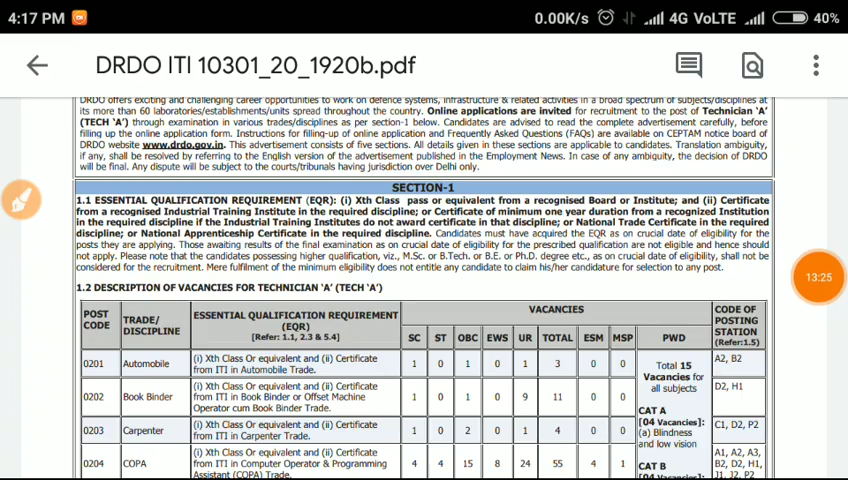 4:17 PM 0.00K/s 4G VoLTE 40%
DRDO ITI 10301_20_1920b.pdf
DRDO offers exciting and challenging career opportunities to work on defence systems, infrastructure & related activities in a broad spectrum of subjects/disciplines at
its more than 60 laboratories/establishments/units spread throughout the country. Online applications are invited for recruitment to the post of Technician 'A'
(TECH 'A') through examination in various trades/disciplines as per section-1 below. Candidates are advised to read the complete advertisement carefully, before
filling up the online application form. Instructions for filling-up of online application and Frequently Asked Questions (FAQs) are available on CEPTAM notice board of
DRDO website www.drdo.gov.in. This advertisement consists of five sections. All details given in these sections are applicable to candidates. Translation ambiguity,
if any, shall be resolved by referring to the English version of the advertisement published in the Employment News. In case of any ambiguity, the decision of DRDO
will be final. Any dispute will be subject to the courts/tribunals having jurisdiction over Delhi only.
SECTION-1
1.1 ESSENTIAL QUALIFICATION REQUIREMENT (EQR): (i) Xth Class pass or equivalent from a recognised Board or Institute; and (ii) Certificate
from a recognised Industrial Training Institute in the required discipline; or Certificate of minimum one year duration from a recognized Institution
in the required discipline if the Industrial Training Institutes do not award certificate in that discipline; or National Trade Certificate in the required
discipline; or National Apprenticeship Certificate in the required discipline. Candidates must have acquired the EQR as on crucial date of eligibility for the
posts they are applying. Those awaiting results of the final examination as on crucial date of eligibility for the prescribed qualification are not eligible and hence should
not apply. Please note that the candidates possessing higher qualification, viz., M.Sc. or B.Tech. or B.E. or Ph.D. degree etc., as on crucial date of eligibility, shall not be
considered for the recruitment. Mere fulfilment of the minimum eligibility does not entitle any candidate to claim his/her candidature for selection to any post.
13:25
1.2 DESCRIPTION OF VACANCIES FOR TECHNICIAN 'A' (TECH 'A')
POST CODE TRADE/ DISCIPLINE ESSENTIAL QUALIFICATION REQUIREMENT (EQR) [Refer: 1.1, 2.3 & 5.4] VACANCIES CODE OF POSTING STATION (Refer:1.5)
SC ST OBC EWS UR TOTAL ESM MSP PWD
0201 Automobile (i) Xth Class Or equivalent and (ii) Certificate from ITI in Automobile Trade. 1 0 1 0 1 3 0 0 A2, B2
0202 Book Binder (i) Xth Class Or equivalent and (ii) Certificate from ITI in Book Binder or Offset Machine Operator cum Book Binder Trade. 1 0 1 0 9 11 0 0 D2, H1
0203 Carpenter (i) Xth Class Or equivalent and (ii) Certificate from ITI in Carpenter Trade. 1 0 2 0 1 4 0 0 C1, D2, P2
0204 COPA (i) Xth Class Or equivalent and (ii) Certificate from ITI in Computer Operator & Programming Assistant (COPA) Trade. 4 4 15 8 24 55 4 1 A1, A2, A3, B2, D2, H1, J1, J2, P2
Total 15
Vacancies for
all subjects
CAT A
[04 Vacancies]:
(a) Blindness
and low vision
CAT B
[04 Vacancies]: